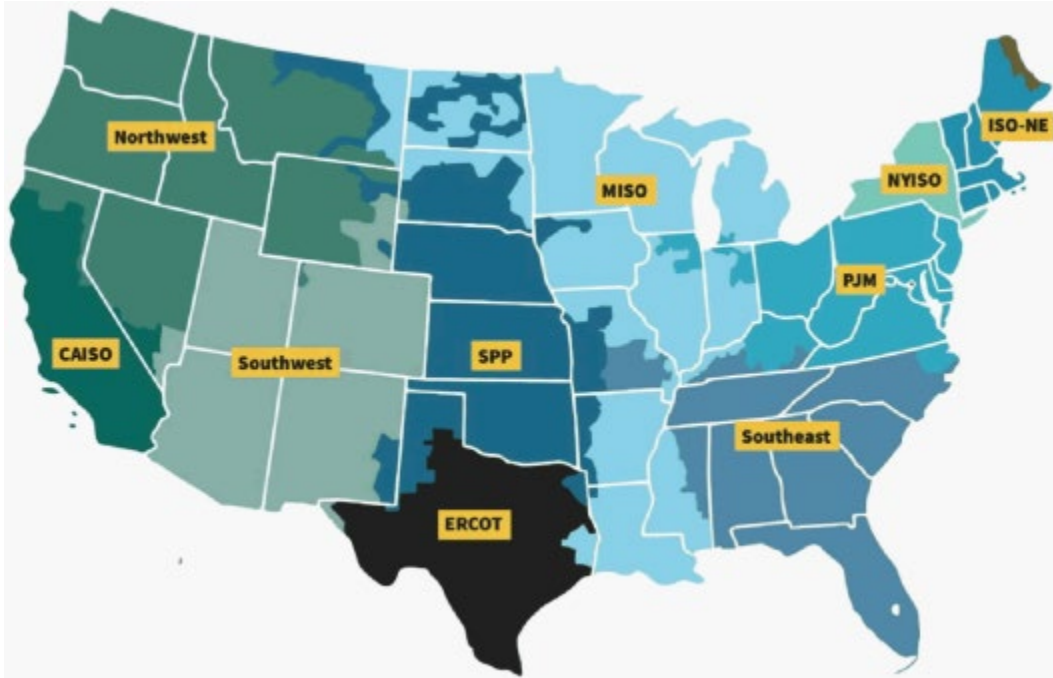 ISO-NE
Northwest
NYISO
MISO
PJM
CAISO
Southwest
SPP
Southeast
ERCOT